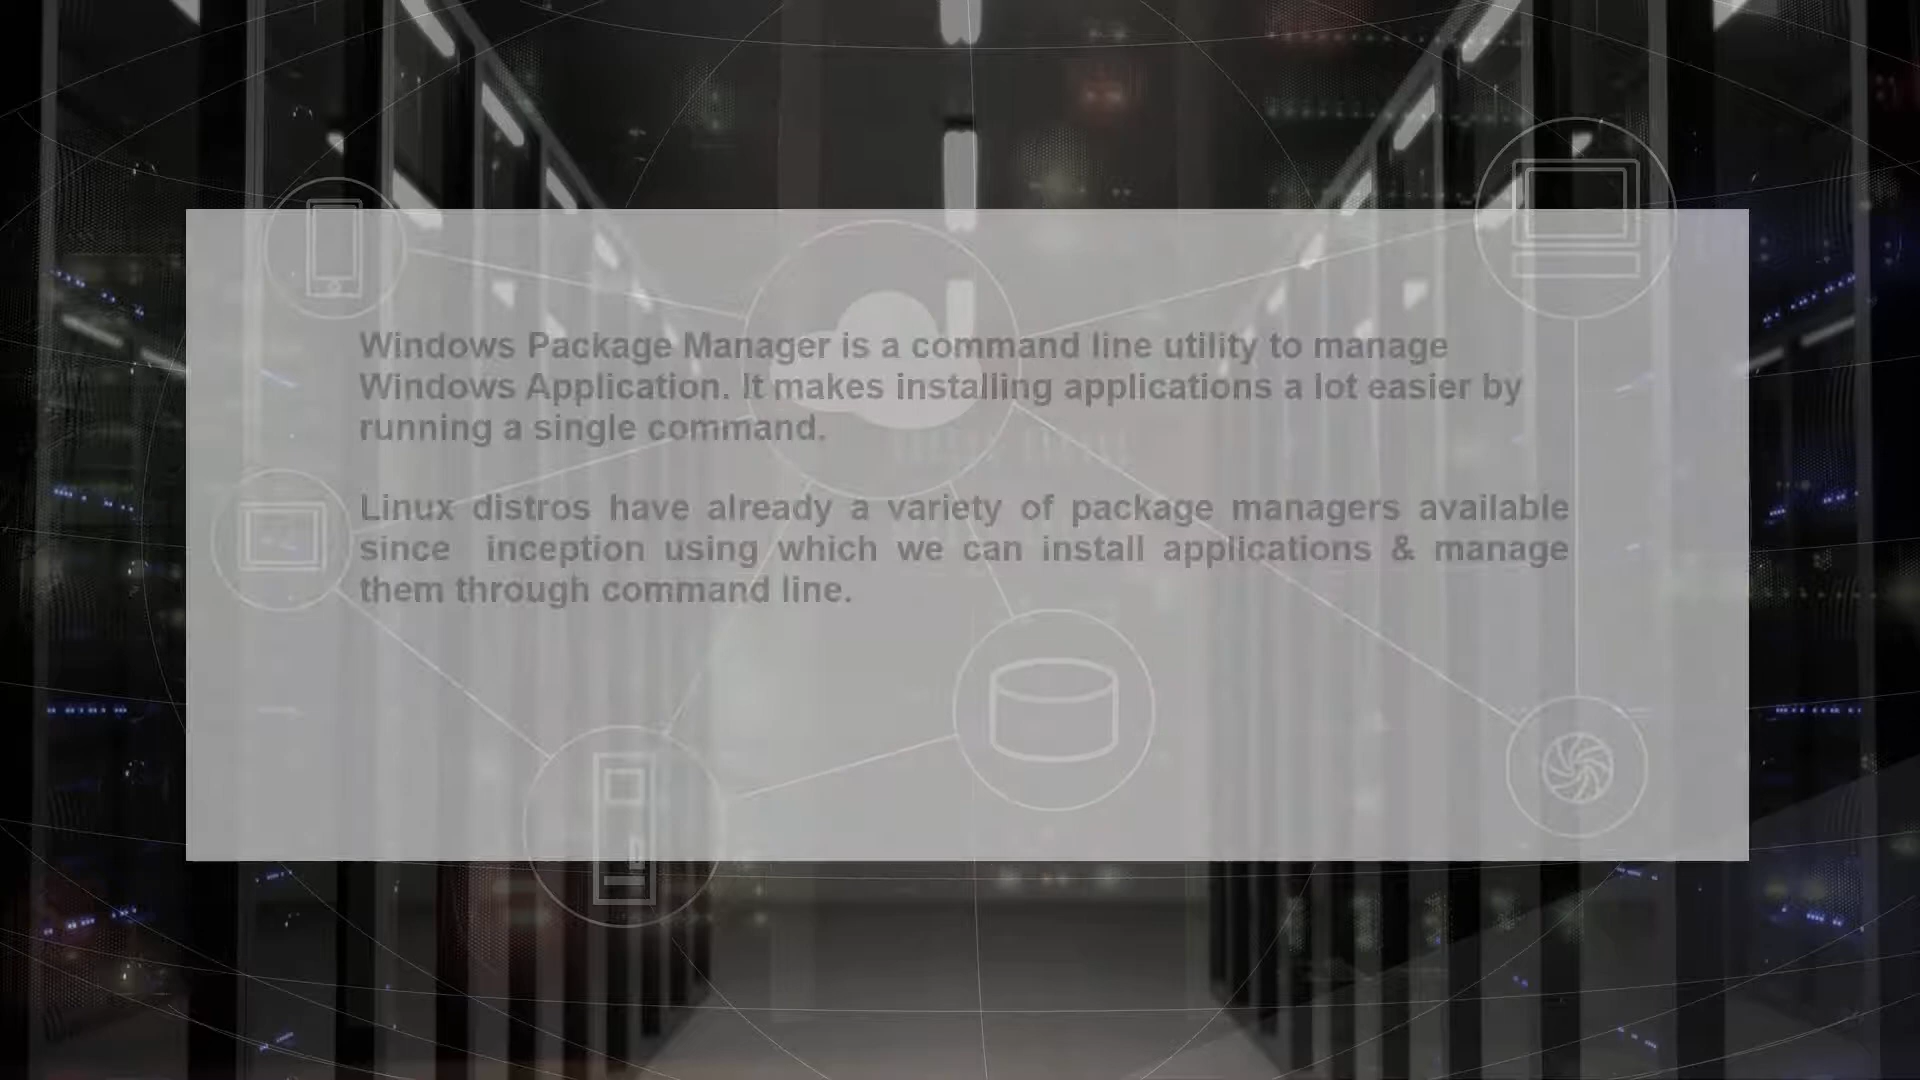 Windows Package Manager is a command line utility to manage
Windows Application. It makes installing applications a lot easier by
running a single command.
Linux distros have already a variety of package managers available
since inception using which we can install applications & manage
them through command line.